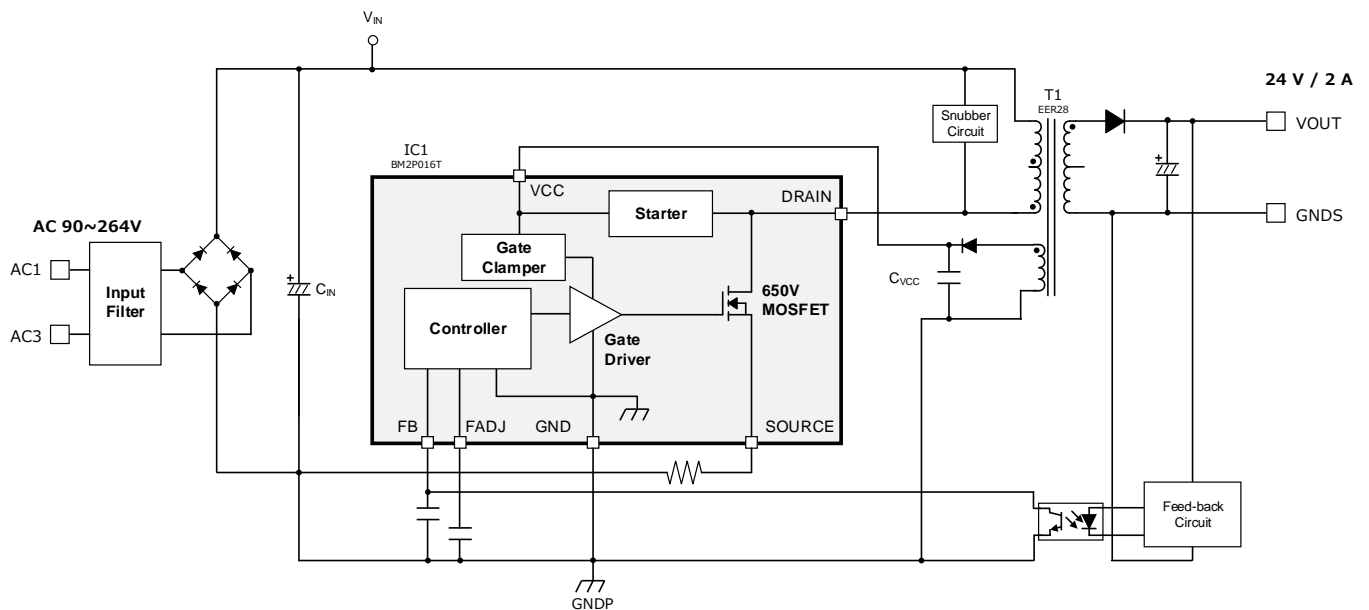 VIN
24 V / 2 A
T1
EER28
Snubber
Circuit
VOUT
IC1
BM2P016T
VCC
DRAIN
Starter
GNDS
AC 90~264V
Gate
Clamper
AC1
Input
Filter
CIN
CVCC
650V
MOSFET
Controller
AC3
Gate
Driver
FB
FADJ
GND
SOURCE
Feed-back
Circuit
GNDP